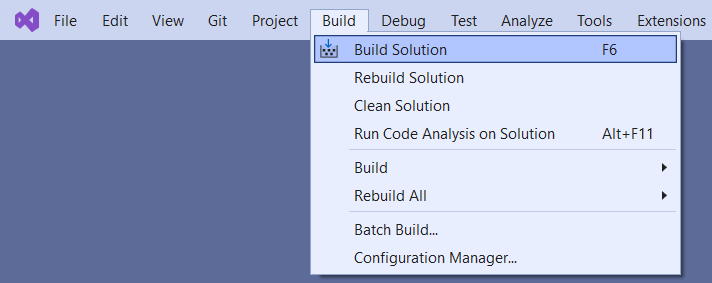 File Edit View Git Project Build Debug Test Analyze Tools Extensions
Build Solution F6
Rebuild Solution
Clean Solution
Run Code Analysis on Solution Alt+F11
Build
Rebuild All
Batch Build...
Configuration Manager...